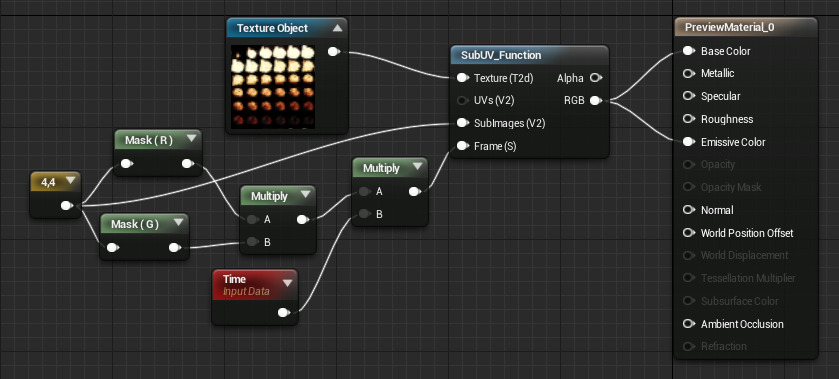 Texture Object
SubUV_Function
Texture (T2d)
Alpha
UVs (V2)
RGB
SubImages (V2)
Frame (S)
PreviewMaterial_0
Base Color
Metallic
Specular
Roughness
Emissive Color
Opacity
Opacity Mask
Normal
World Position Offset
World Displacement
Tessellation Multiplier
Subsurface Color
Ambient Occlusion
Refraction
Mask ( R )
4,4
Mask ( G )
Multiply
A
B
Multiply
A
B
Time
Input Data